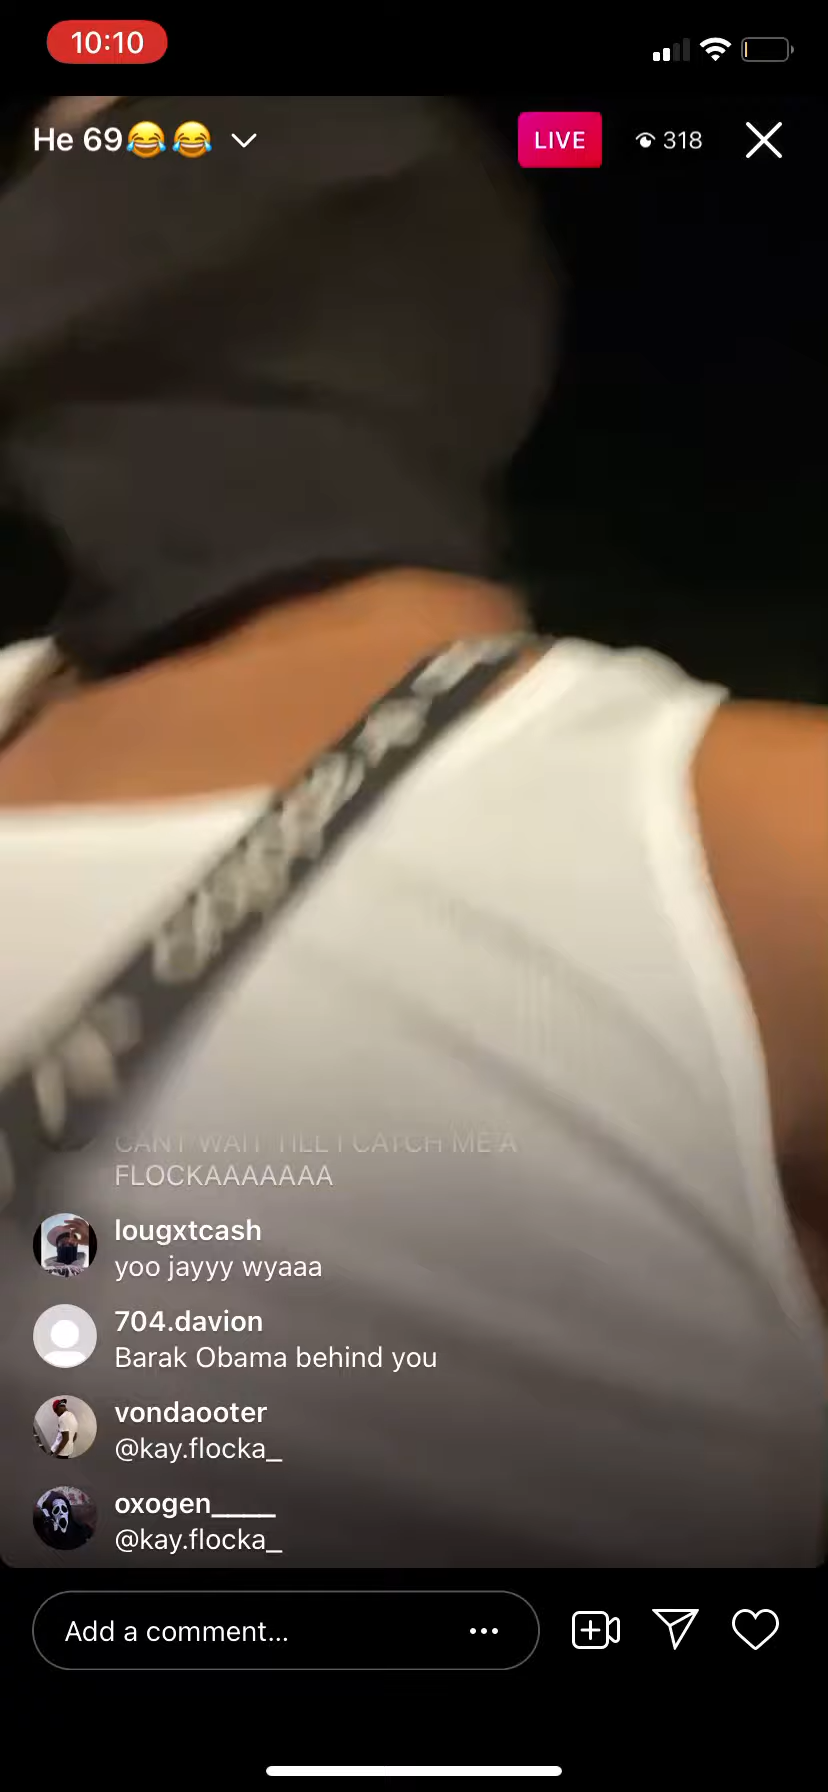 10:10
He 69😂😂
LIVE
318
CANT WAIT TILL I CATCH ME A
FLOCKAAAAAAA
lougxtcash
yoo jayyy wyaaa
704.davion
Barak Obama behind you
vondaooter
@kay.flocka_
oxogen_____
@kay.flocka_
Add a comment...